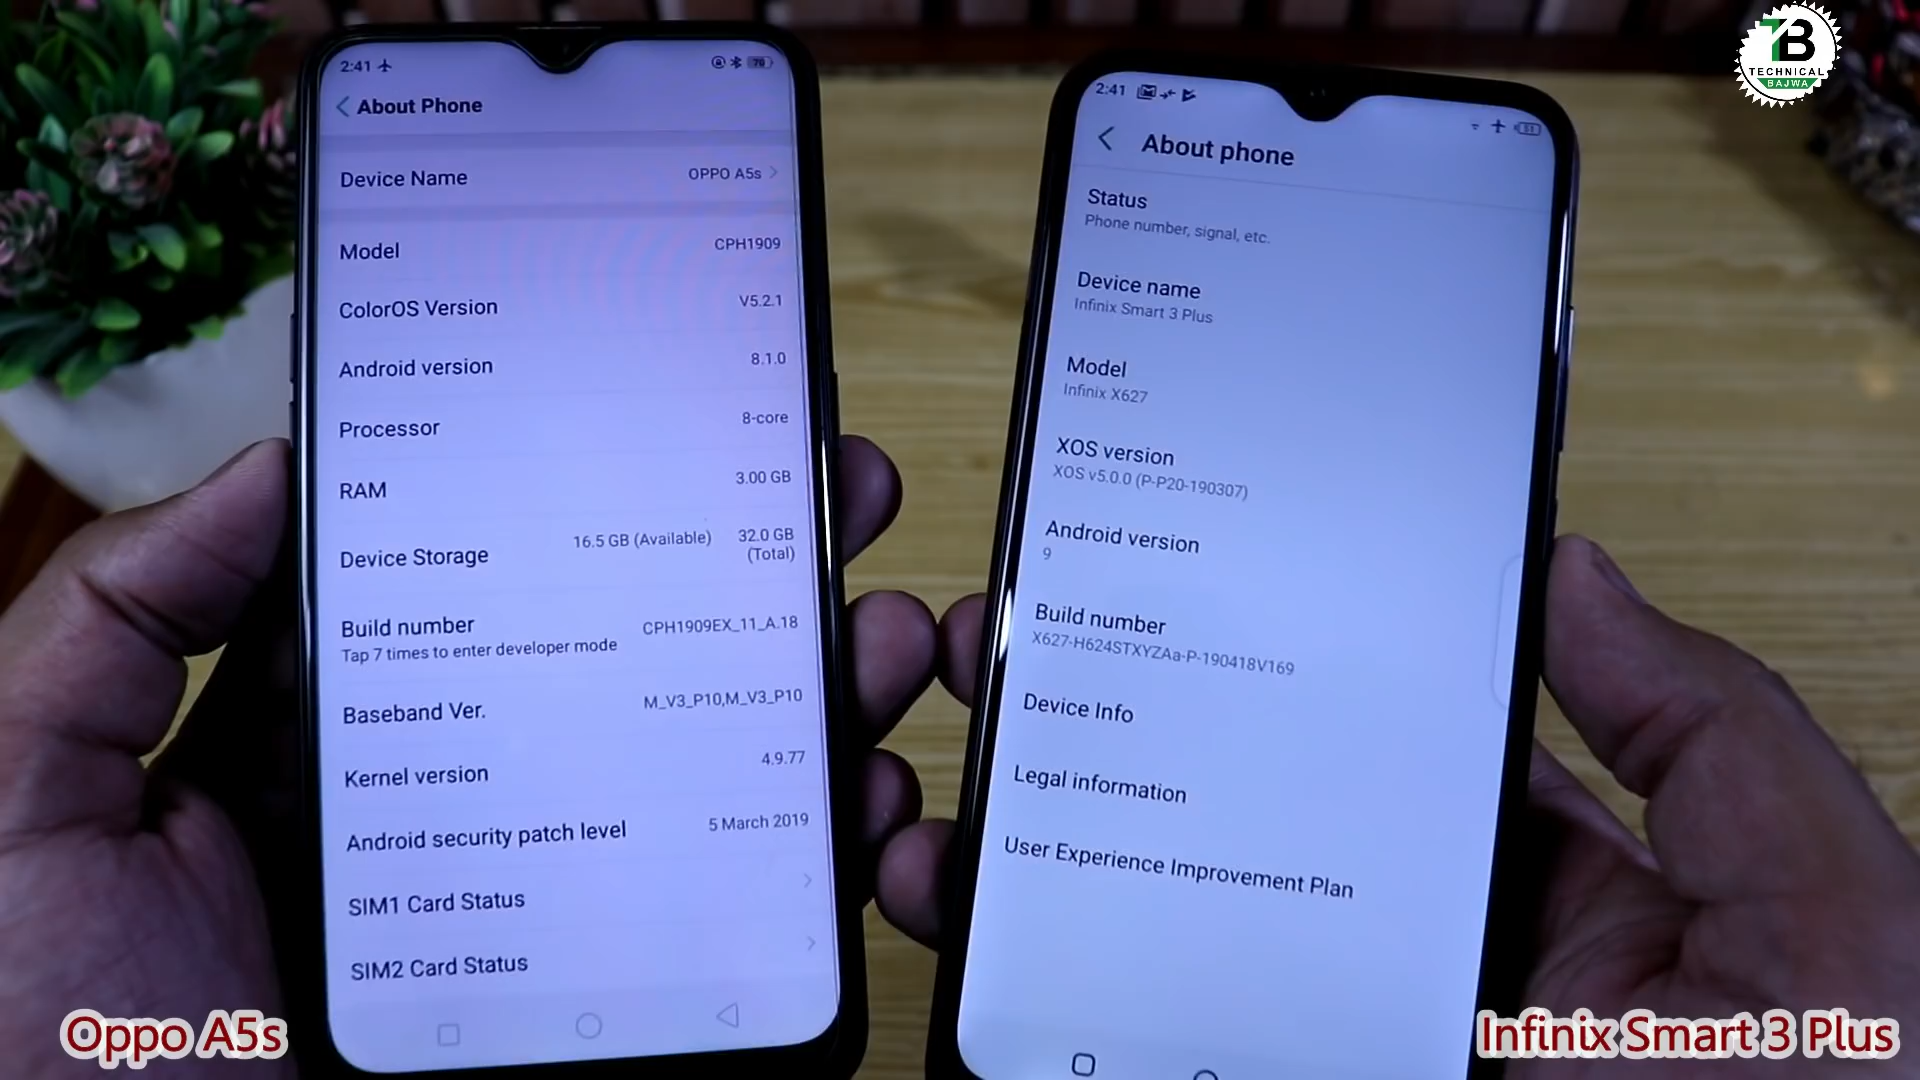 2:41
70
About Phone
Device Name
OPPO A5s
Model
CPH1909
ColorOS Version
V5.2.1
Android version
8.1.0
Processor
8-core
RAM
3.00 GB
Device Storage
16.5 GB (Available)
32.0 GB
(Total)
Build number
CPH1909EX_11_A.18
Tap 7 times to enter developer mode
Baseband Ver.
M_V3_P10,M_V3_P10
Kernel version
4.9.77
Android security patch level
5 March 2019
SIM1 Card Status
SIM2 Card Status
2:41
51
About phone
Status
Phone number, signal, etc.
Device name
Infinix Smart 3 Plus
Model
Infinix X627
XOS version
XOS v5.0.0 (P-P20-190307)
Android version
9
Build number
X627-H624STXYZAa-P-190418V169
Device Info
Legal information
User Experience Improvement Plan
TB
TECHNICAL
BAJWA
Oppo A5s
Infinix Smart 3 Plus